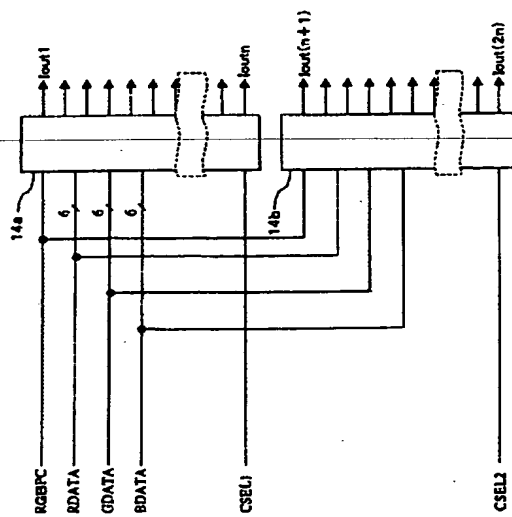 14a
Iout1
RGBPC
RDATA
6
GDATA
6
BDATA
6
CSEL1
Ioutn
14b
Iout(n+1)
CSEL2
Iout(2n)